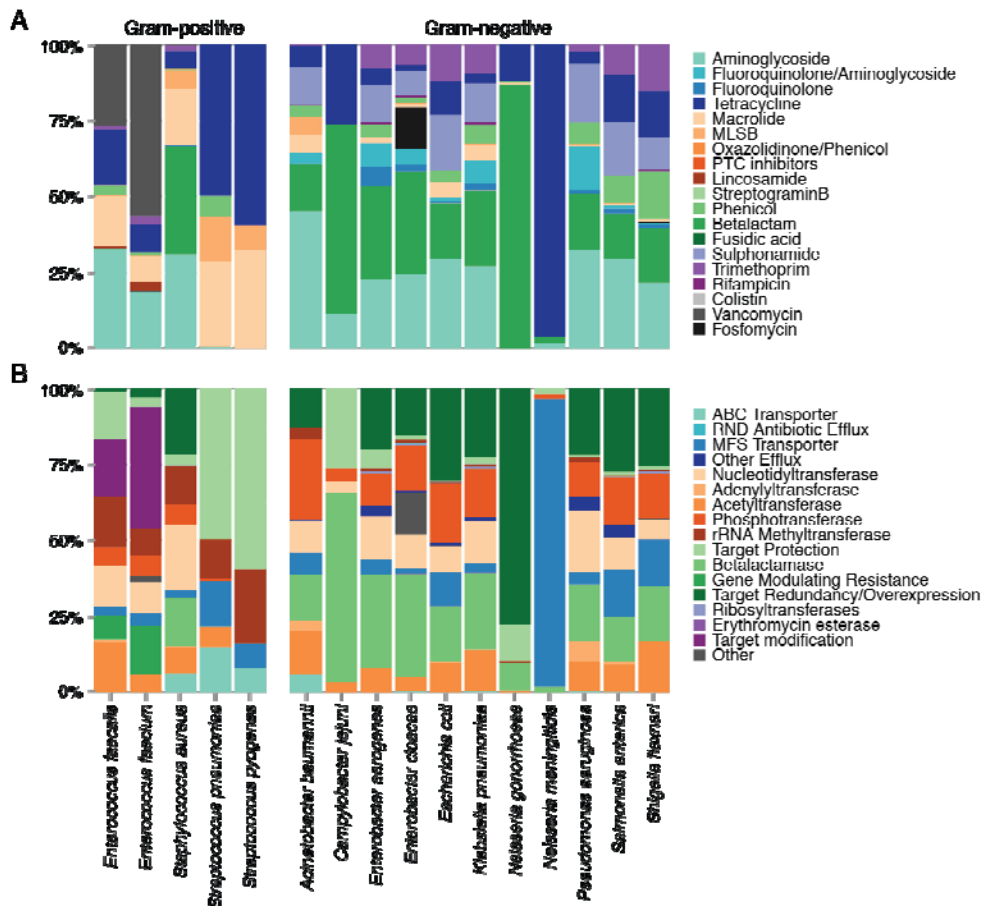 A
Gram-positive
Gram-negative
100%
75%
50%
25%
0%
Aminoglycoside
Fluoroquinolone/Aminoglycoside
Fluoroquinolone
Tetracycline
Macrolide
MLSB
Oxazolidinone/Phenicol
PTC inhibitors
Lincosamide
StreptograminB
Phenicol
Betalactam
Fusidic acid
Sulphonamide
Trimethoprim
Rifampicin
Colistin
Vancomycin
Fosfomycin
B
100%
75%
50%
25%
0%
ABC Transporter
RND Antibiotic Efflux
MFS Transporter
Other Efflux
Nucleotidyltransferase
Adenylyltransferase
Acetyltransferase
Phosphotransferase
rRNA Methyltransferase
Target Protection
Betalactamase
Gene Modulating Resistance
Target Redundancy/Overexpression
Ribosyltransferases
Erythromycin esterase
Target modification
Other
Enterococcus faecalis
Enterococcus faecium
Staphylococcus aureus
Streptococcus pneumoniae
Streptococcus pyogenes
Acinetobacter baumannii
Campylobacter jejuni
Enterobacter aerogenes
Enterobacter cloacae
Escherichia coli
Klebsiella pneumoniae
Neisseria gonorrhoeae
Neisseria meningitidis
Pseudomonas aeruginosa
Salmonella enterica
Shigella flexneri